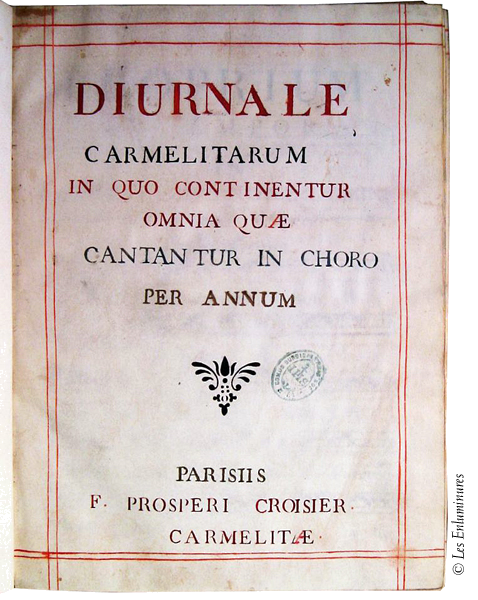 DIURNALE
CARMELITARUM
IN QUO CONTINENTUR
OMNIA QUÆ
CANTANTUR IN CHORO
PER ANNUM
PARISIIS
F. PROSPERI CROISIER.
CARMELITÆ.
© Les Enluminures